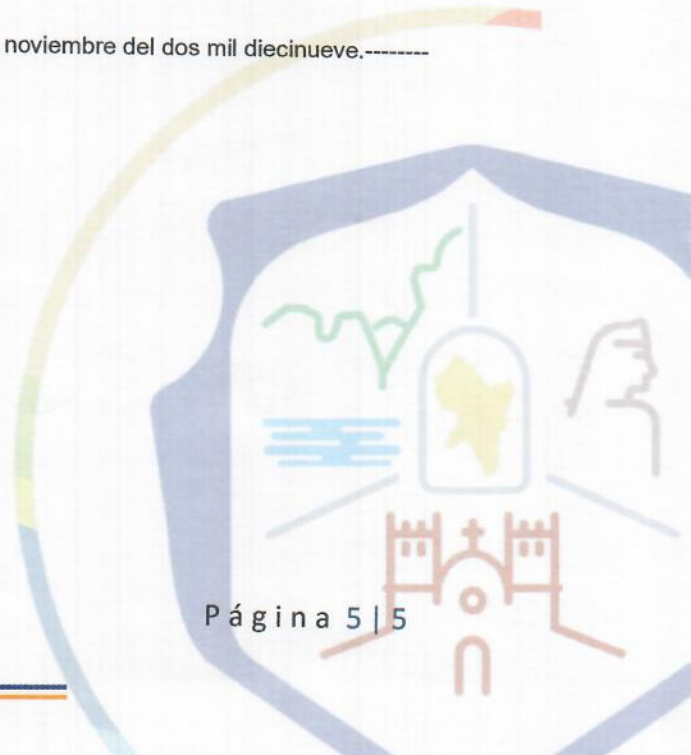 noviembre del dos mil diecinueve.--------
Página 5 | 5